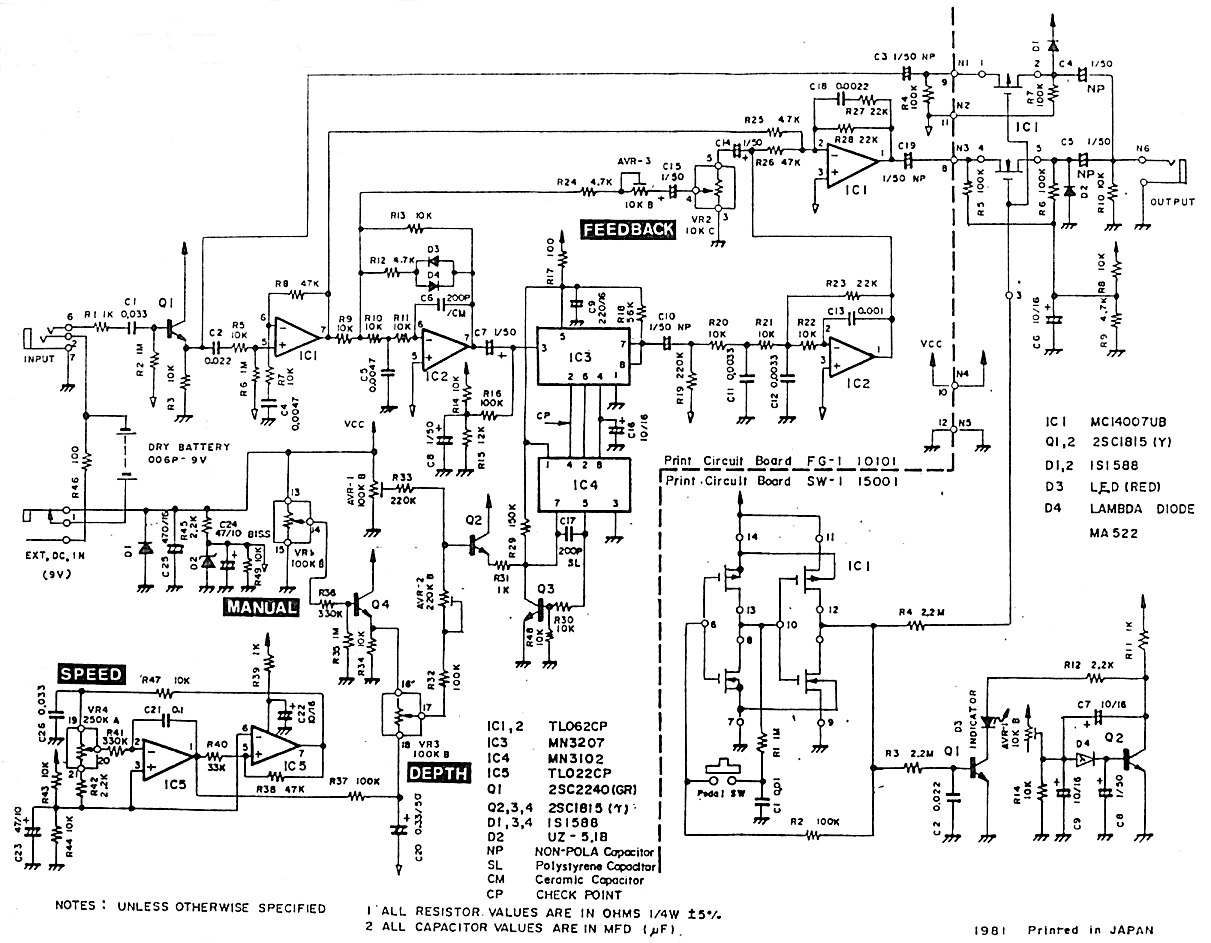 C3 1/50 NP
N1 1
9
R4 100K
N2
11
D1
2
C4 1/50
NP
R7 100K
IC1
C18 0.0022
R27 22K
R28 22K
R25 47K
R26 47K
C14 1/50
C19
1/50 NP
N3 4
8
5
C5 1/50
NP
N6
R5 100K
R6 100K
D2
R10 10K
OUTPUT
AVR-3
C15
1/50
R24 4.7K
10K B
VR2
10K C
FEEDBACK
R13 10K
R12 4.7K
D3
D4
C6 200P
/CM
R17 100
C9
220/16
R18
56K
C10
1/50 NP
R23 22K
C13 0.001
R20
10K
R21
10K
R22
10K
R19 220K
C11 0.0033
C12 0.0033
IC2
Q1
C1
0.033
R1 1K
INPUT
R2 1M
R3 10K
C2
0.022
R5
10K
R8 47K
IC1
R6 1M
R7 10K
C4
0.0047
R9
10K
R10
10K
R11
10K
C5
0.0047
IC2
C7 1/50
R14 10K
R16
100K
C8 1/50
R15 12K
IC3
CP
C16
10/16
IC4
VCC
N4
10
12 N5
C6 10/16
R8 10K
R9 4.7K
DRY BATTERY
006P-9V
R46 100
EXT, DC, IN
(9V)
D1
C25 470/16
R45 2.2K
D2
C24
47/10
BISS
R49 10K
VR1
100K B
MANUAL
VCC
AVR-1
100K B
R33
220K
Q2
R29 150K
C17
200P
SL
R31
1K
Q3
R30
10K
R48
10K
AVR-2
220K B
R36
330K
Q4
R35 1M
R34 10K
R32
100K
VR3
100K B
DEPTH
Print Circuit Board FG-1 10101
Print Circuit Board SW-1 15001
IC1 MC14007UB
Q1,2 2SC1815 (Y)
D1,2 1S1588
D3 LED (RED)
D4 LAMBDA DIODE
MA522
SPEED
R47 10K
C26 0.033
VR4
250K A
R41
330K
C21 0.1
R39 1K
C22
10/16
IC5
R40
33K
IC5
R38 47K
R37 100K
R43 10K
R42
2.2K
C23 47/10
R44 10K
C20 0.33/50
IC1,2 TL062CP
IC3 MN3207
IC4 MN3102
IC5 TL022CP
Q1 2SC2240(GR)
Q2,3,4 2SC1815 (Y)
D1,3,4 1S1588
D2 UZ-5.1B
NP NON-POLA Capacitor
SL Polystyrene Capacitor
CM Ceramic Capacitor
CP CHECK POINT
IC1
R1 1M
Pedal SW
C1 0.01
R2 100K
R4 2.2M
R3 2.2M
Q1
C2 0.022
D3
INDICATOR
R12 2.2K
R11 1K
AVR-1
10K B
C7 10/16
D4
Q2
R14
10K
C9
10/16
C8
1/50
NOTES : UNLESS OTHERWISE SPECIFIED
1 ALL RESISTOR VALUES ARE IN OHMS 1/4W ±5%.
2 ALL CAPACITOR VALUES ARE IN MFD (μF).
1981 Printed in JAPAN